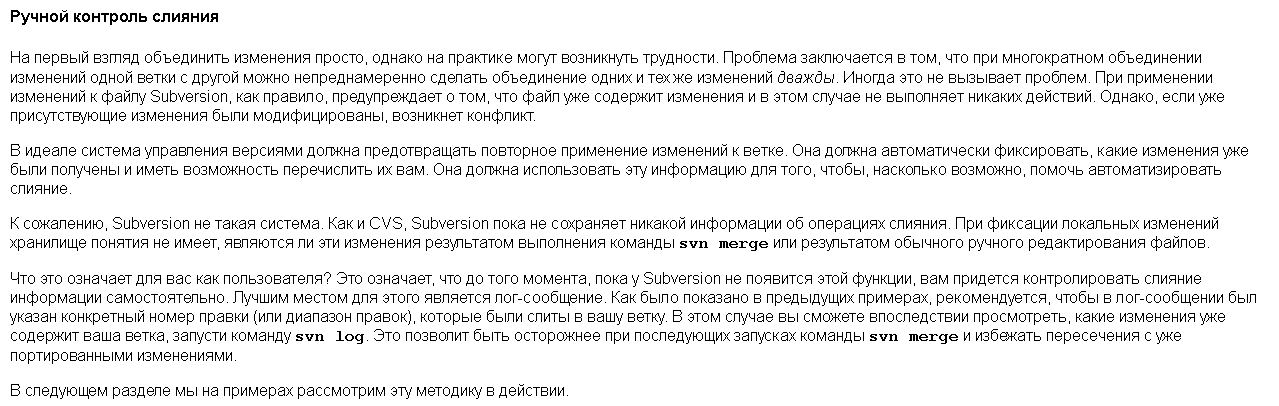 Ручной контроль слияния
На первый взгляд объединить изменения просто, однако на практике могут возникнуть трудности. Проблема заключается в том, что при многократном объединении
изменений одной ветки с другой можно непреднамеренно сделать объединение одних и тех же изменений дважды. Иногда это не вызывает проблем. При применении
изменений к файлу Subversion, как правило, предупреждает о том, что файл уже содержит изменения и в этом случае не выполняет никаких действий. Однако, если уже
присутствующие изменения были модифицированы, возникнет конфликт.
В идеале система управления версиями должна предотвращать повторное применение изменений к ветке. Она должна автоматически фиксировать, какие изменения уже
были получены и иметь возможность перечислить их вам. Она должна использовать эту информацию для того, чтобы, насколько возможно, помочь автоматизировать
слияние.
К сожалению, Subversion не такая система. Как и CVS, Subversion пока не сохраняет никакой информации об операциях слияния. При фиксации локальных изменений
хранилище понятия не имеет, являются ли эти изменения результатом выполнения команды svn merge или результатом обычного ручного редактирования файлов.
Что это означает для вас как пользователя? Это означает, что до того момента, пока у Subversion не появится этой функции, вам придется контролировать слияние
информации самостоятельно. Лучшим местом для этого является лог-сообщение. Как было показано в предыдущих примерах, рекомендуется, чтобы в лог-сообщении был
указан конкретный номер правки (или диапазон правок), которые были слиты в вашу ветку. В этом случае вы сможете впоследствии просмотреть, какие изменения уже
содержит ваша ветка, запусти команду svn log. Это позволит быть осторожнее при последующих запусках команды svn merge и избежать пересечения с уже
портированными изменениями.
В следующем разделе мы на примерах рассмотрим эту методику в действии.